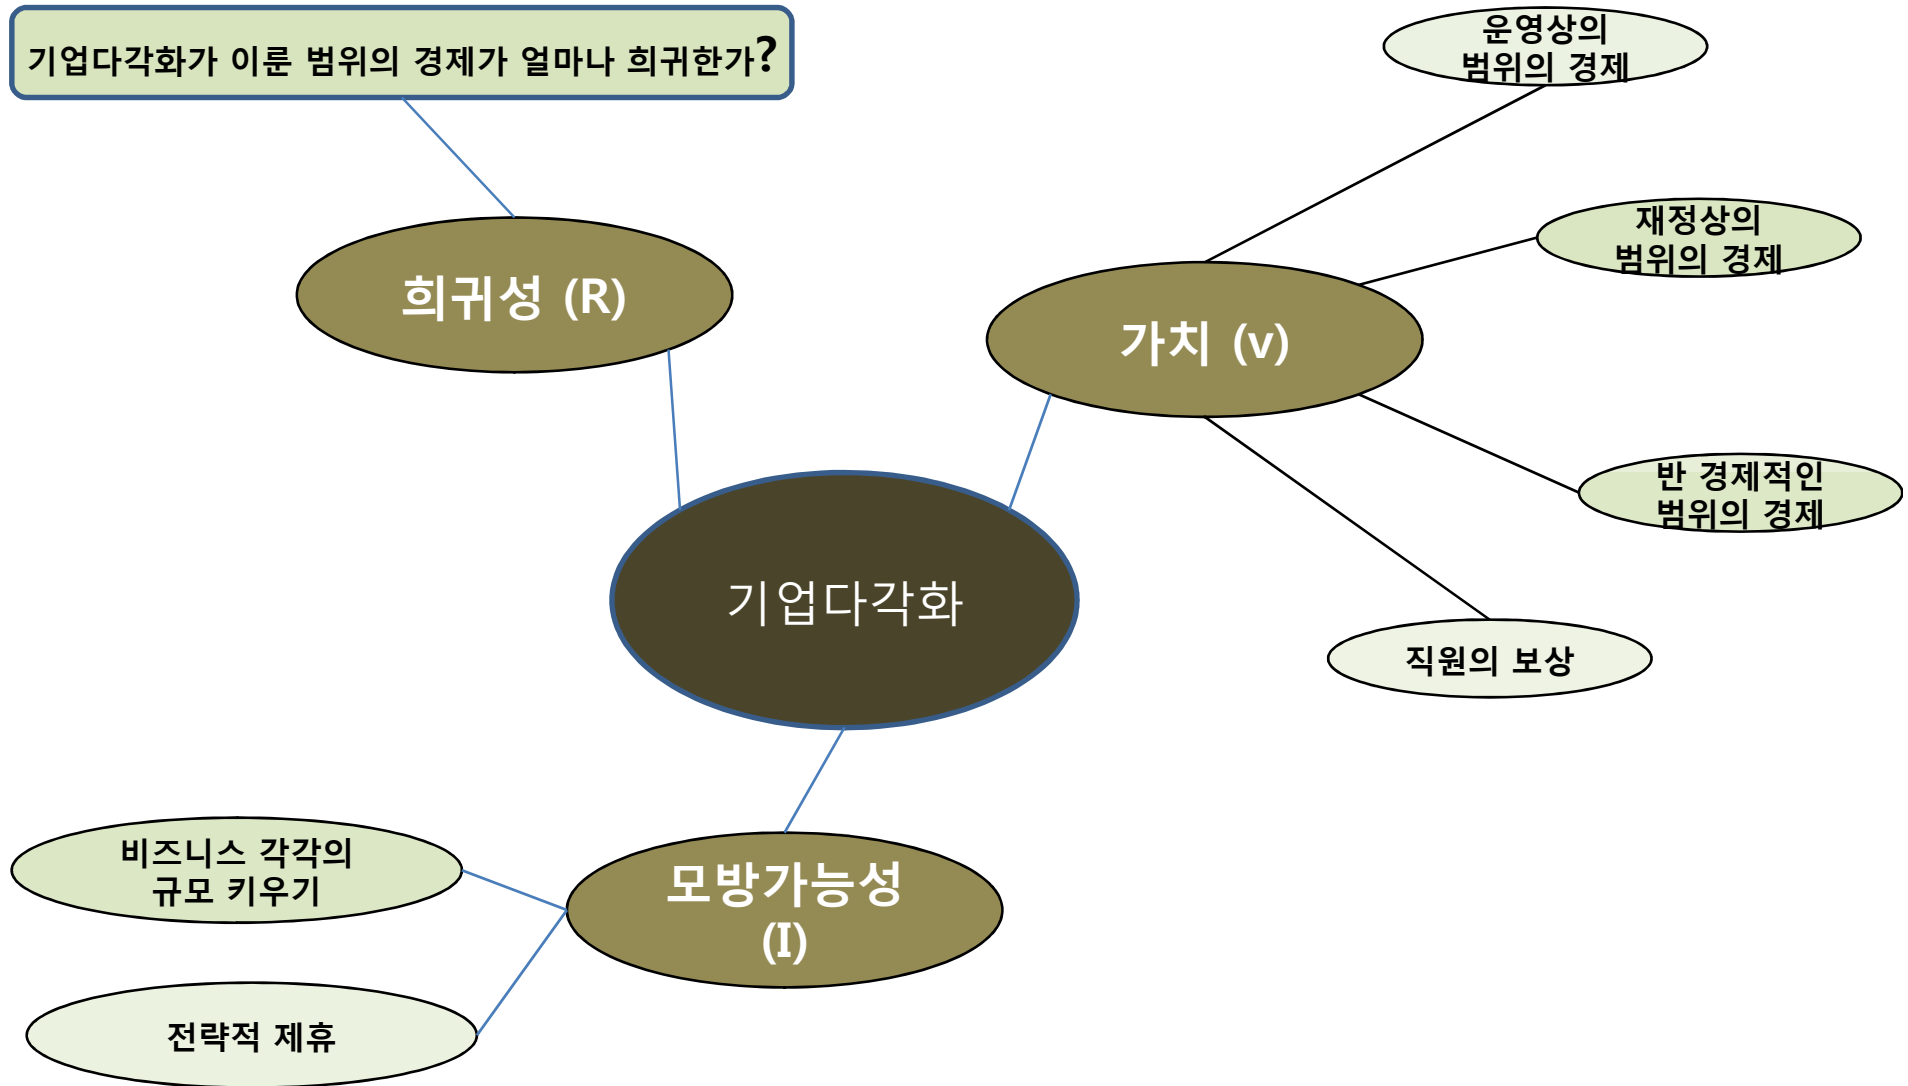 기업다각화가 이룬 범위의 경제가 얼마나 희귀한가?
운영상의
범위의 경제
재정상의
범위의 경제
희귀성 (R)
가치 (v)
반 경제적인
범위의 경제
기업다각화
직원의 보상
비즈니스 각각의
규모 키우기
모방가능성
(I)
전략적 제휴